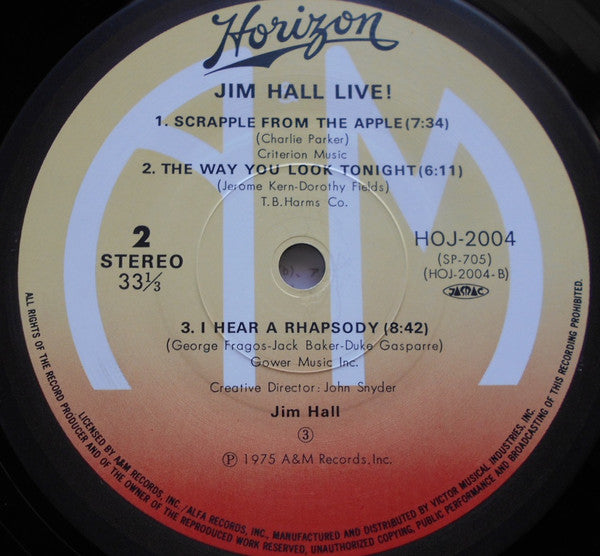 Horizon
JIM HALL LIVE!
1. SCRAPPLE FROM THE APPLE (7:34)
(Charlie Parker)
Criterion Music
2. THE WAY YOU LOOK TONIGHT (6:11)
(Jerome Kern-Dorothy Fields)
T.B.Harms Co.
2
STEREO
33⅓
HOJ-2004
(SP-705)
(HOJ-2004-B)
JASRAC
3. I HEAR A RHAPSODY (8:42)
(George Fragos-Jack Baker-Duke Gasparre)
Gower Music Inc.
Creative Director: John Snyder
Jim Hall
③
Ⓟ 1975 A&M Records, Inc.
ALL RIGHTS OF THE RECORD PRODUCER AND OF THE OWNER OF THE REPRODUCED WORK RESERVED, UNAUTHORIZED COPYING, PUBLIC PERFORMANCE AND BROADCASTING OF THIS RECORDING PROHIBITED.
LICENSED BY A&M RECORDS, INC. /ALFA RECORDS, INC., MANUFACTURED AND DISTRIBUTED BY VICTOR MUSICAL INDUSTRIES, INC.